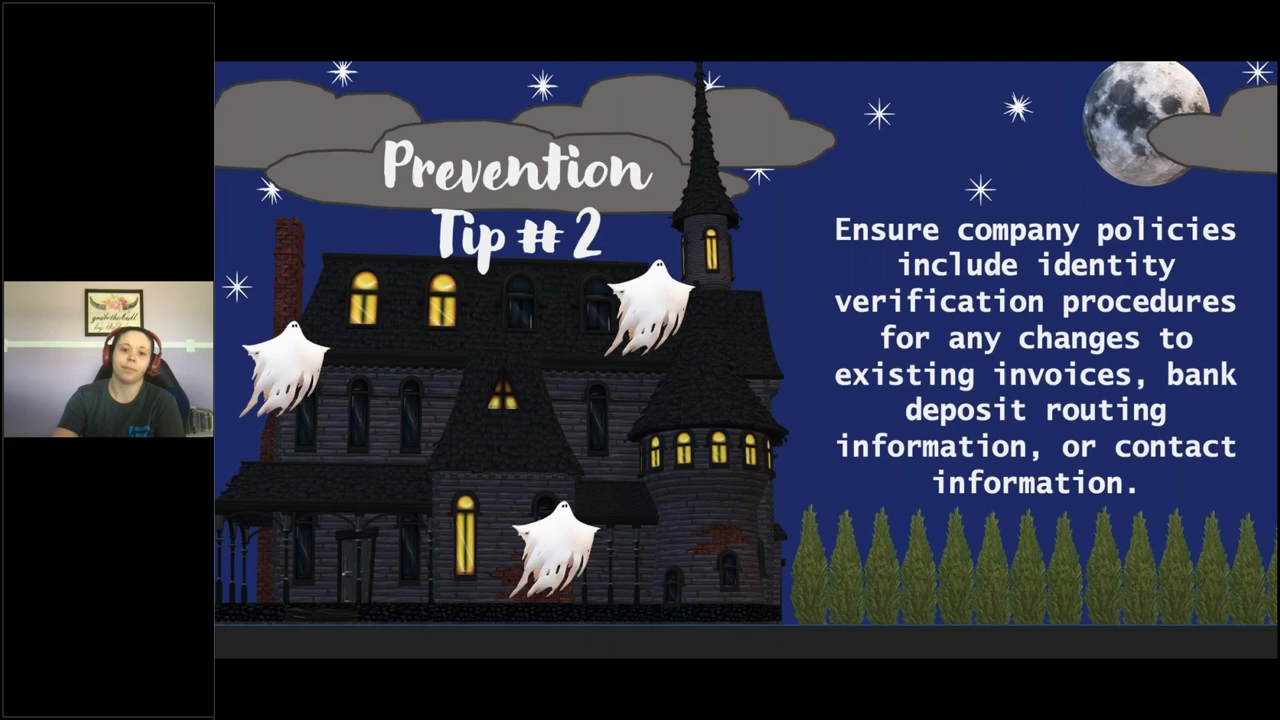 Prevention
Tip # 2
Ensure company policies
include identity
verification procedures
for any changes to
existing invoices, bank
deposit routing
information, or contact
information.